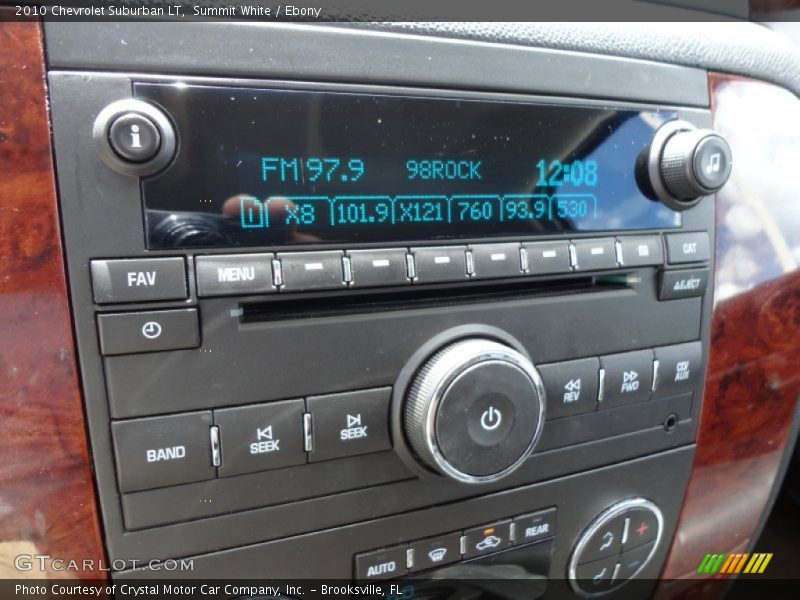 2010 Chevrolet Suburban LT, Summit White / Ebony
i
FM 97.9 98ROCK 12:08
1 X8 101.9 X121 760 93.9 530
FAV MENU CAT
EJECT
BAND SEEK SEEK REV FWD CD/AUX
AUTO REAR
GTCARLOT.COM
Photo Courtesy of Crystal Motor Car Company, Inc. - Brooksville, FL